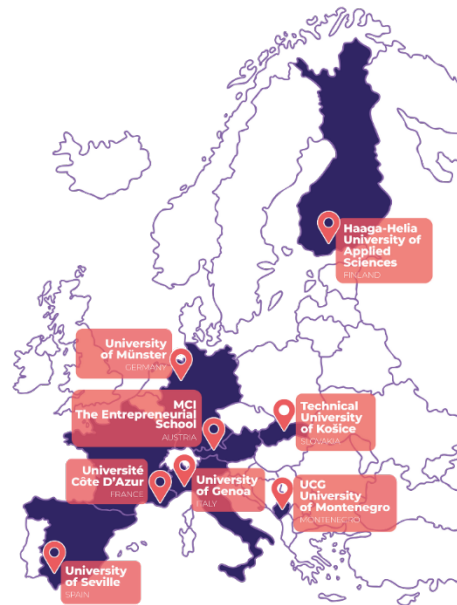 Haaga-Helia
University of
Applied
Sciences
FINLAND
University
of Münster
GERMANY
MCI
The Entrepreneurial
School
AUSTRIA
Technical
University
of Košice
SLOVAKIA
Université
Côte D'Azur
FRANCE
University
of Genoa
ITALY
UCG
University
of Montenegro
MONTENEGRO
University
of Seville
SPAIN